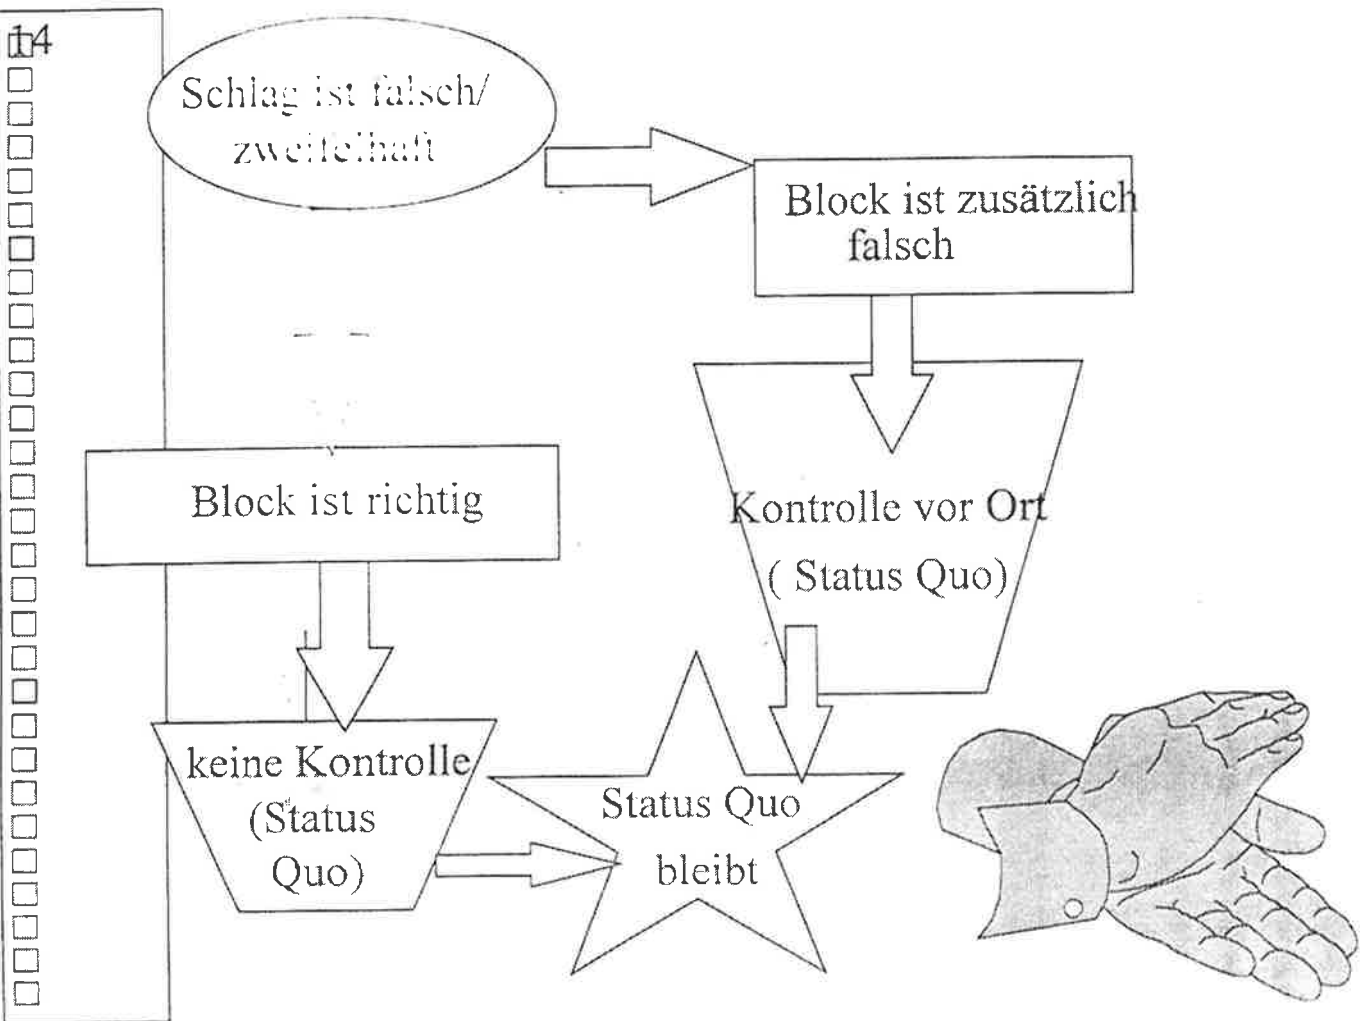 14
Schlag ist falsch/
zweifelhaft
Block ist zusätzlich
falsch
Block ist richtig
Kontrolle vor Ort
( Status Quo)
keine Kontrolle
(Status
Quo)
Status Quo
bleibt